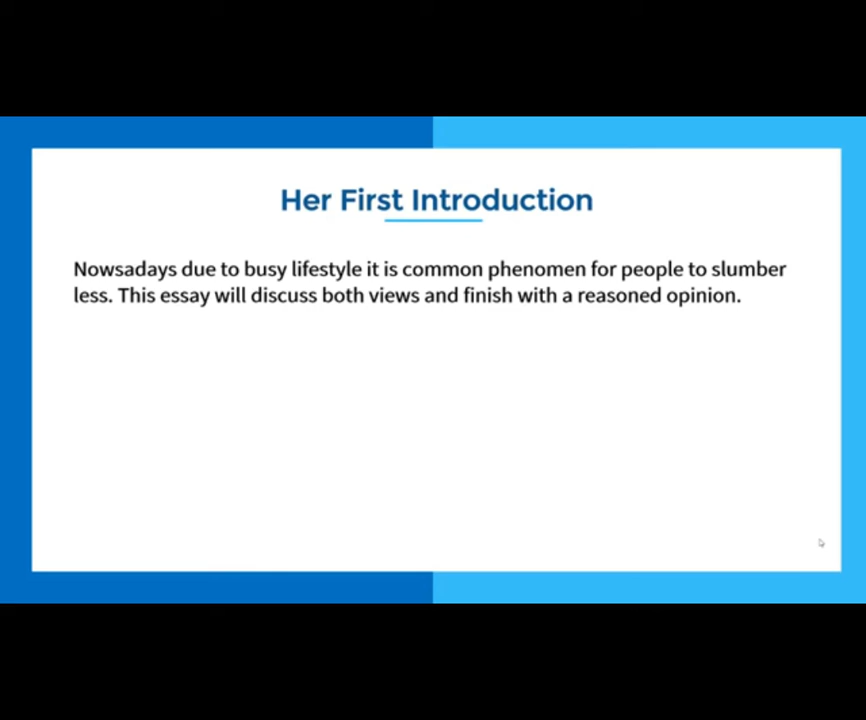 Her First Introduction
Nowsadays due to busy lifestyle it is common phenomen for people to slumber
less. This essay will discuss both views and finish with a reasoned opinion.